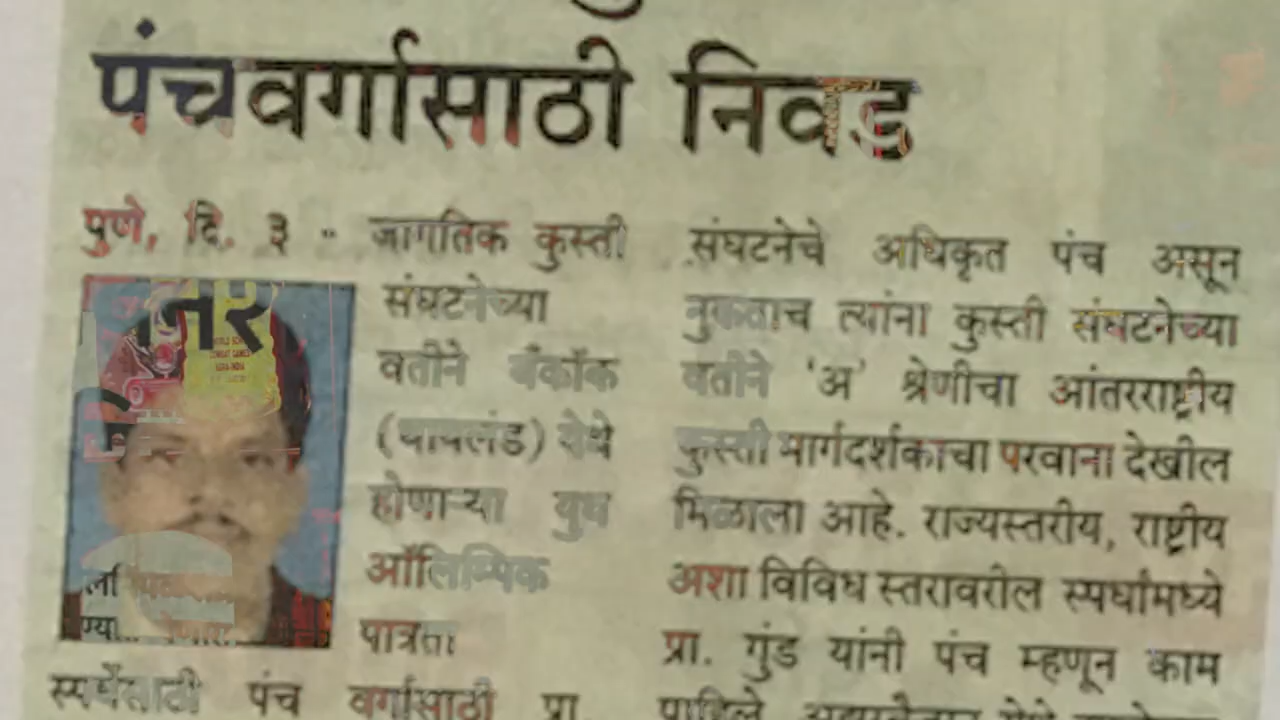 पंचवर्गासाठी निवड
पुणे, दि. ३ - जागतिक कुस्ती
संघटनेच्या
वतीने बँकॉक
(थायलंड) येथे
होणाऱ्या युथ
ऑलिम्पिक
पात्रता
स्पर्धेसाठी पंच वर्गासाठी प्रा.
संघटनेचे अधिकृत पंच असून
नुकताच त्यांना कुस्ती संघटनेच्या
वतीने 'अ' श्रेणीचा आंतरराष्ट्रीय
कुस्ती मार्गदर्शकाचा परवाना देखील
मिळाला आहे. राज्यस्तरीय, राष्ट्रीय
अशा विविध स्तरावरील स्पर्धांमध्ये
प्रा. गुंड यांनी पंच म्हणून काम
पाहिले